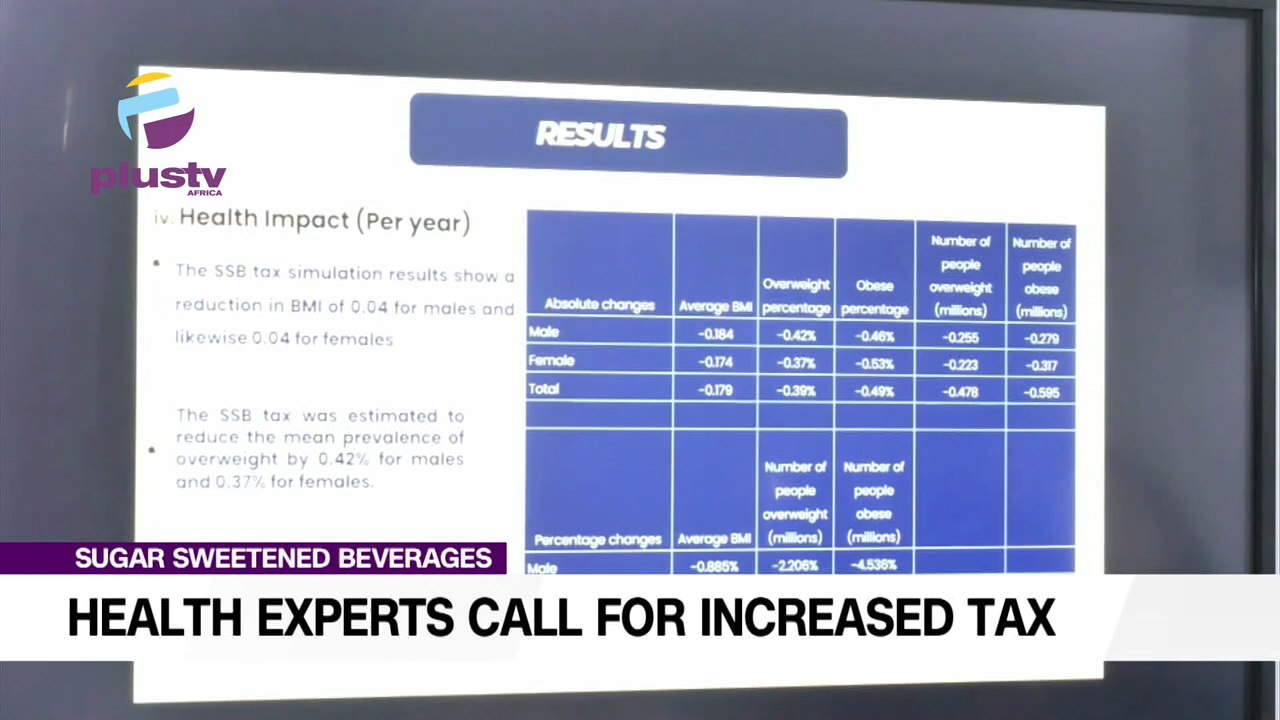 RESULTS
plustv
AFRICA
iv. Health Impact (Per year)
• The SSB tax simulation results show a
reduction in BMI of 0.04 for males and
likewise 0.04 for females
• The SSB tax was estimated to
reduce the mean prevalence of
overweight by 0.42% for males
and 0.37% for females.
Absolute changes Average BMI Overweight percentage Obese percentage Number of people overweight (millions) Number of people obese (millions)
Male -0.184 -0.42% -0.46% -0.255 -0.279
Female -0.174 -0.37% -0.53% -0.223 -0.317
Total -0.179 -0.39% -0.49% -0.478 -0.595
Percentage changes Average BMI Number of people overweight (millions) Number of people obese (millions)
Male -0.885% -2.206% -4.536%
SUGAR SWEETENED BEVERAGES
HEALTH EXPERTS CALL FOR INCREASED TAX